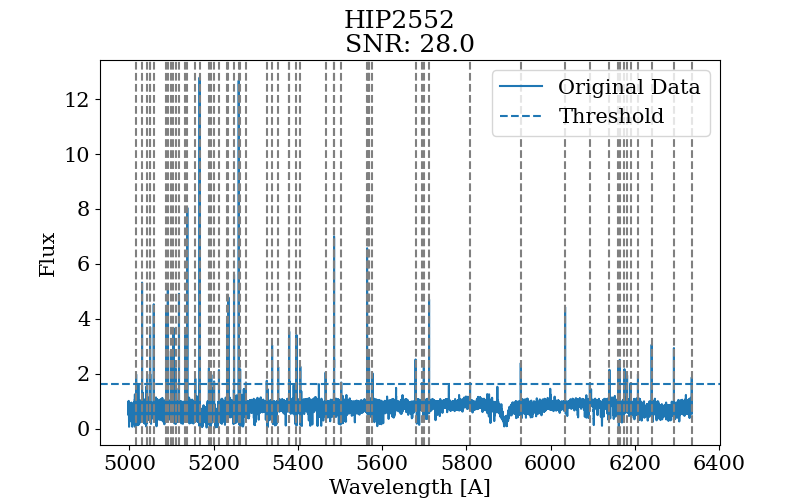 HIP2552
SNR: 28.0
Original Data
Threshold
Flux
12
10
8
6
4
2
0
5000 5200 5400 5600 5800 6000 6200 6400
Wavelength [A]